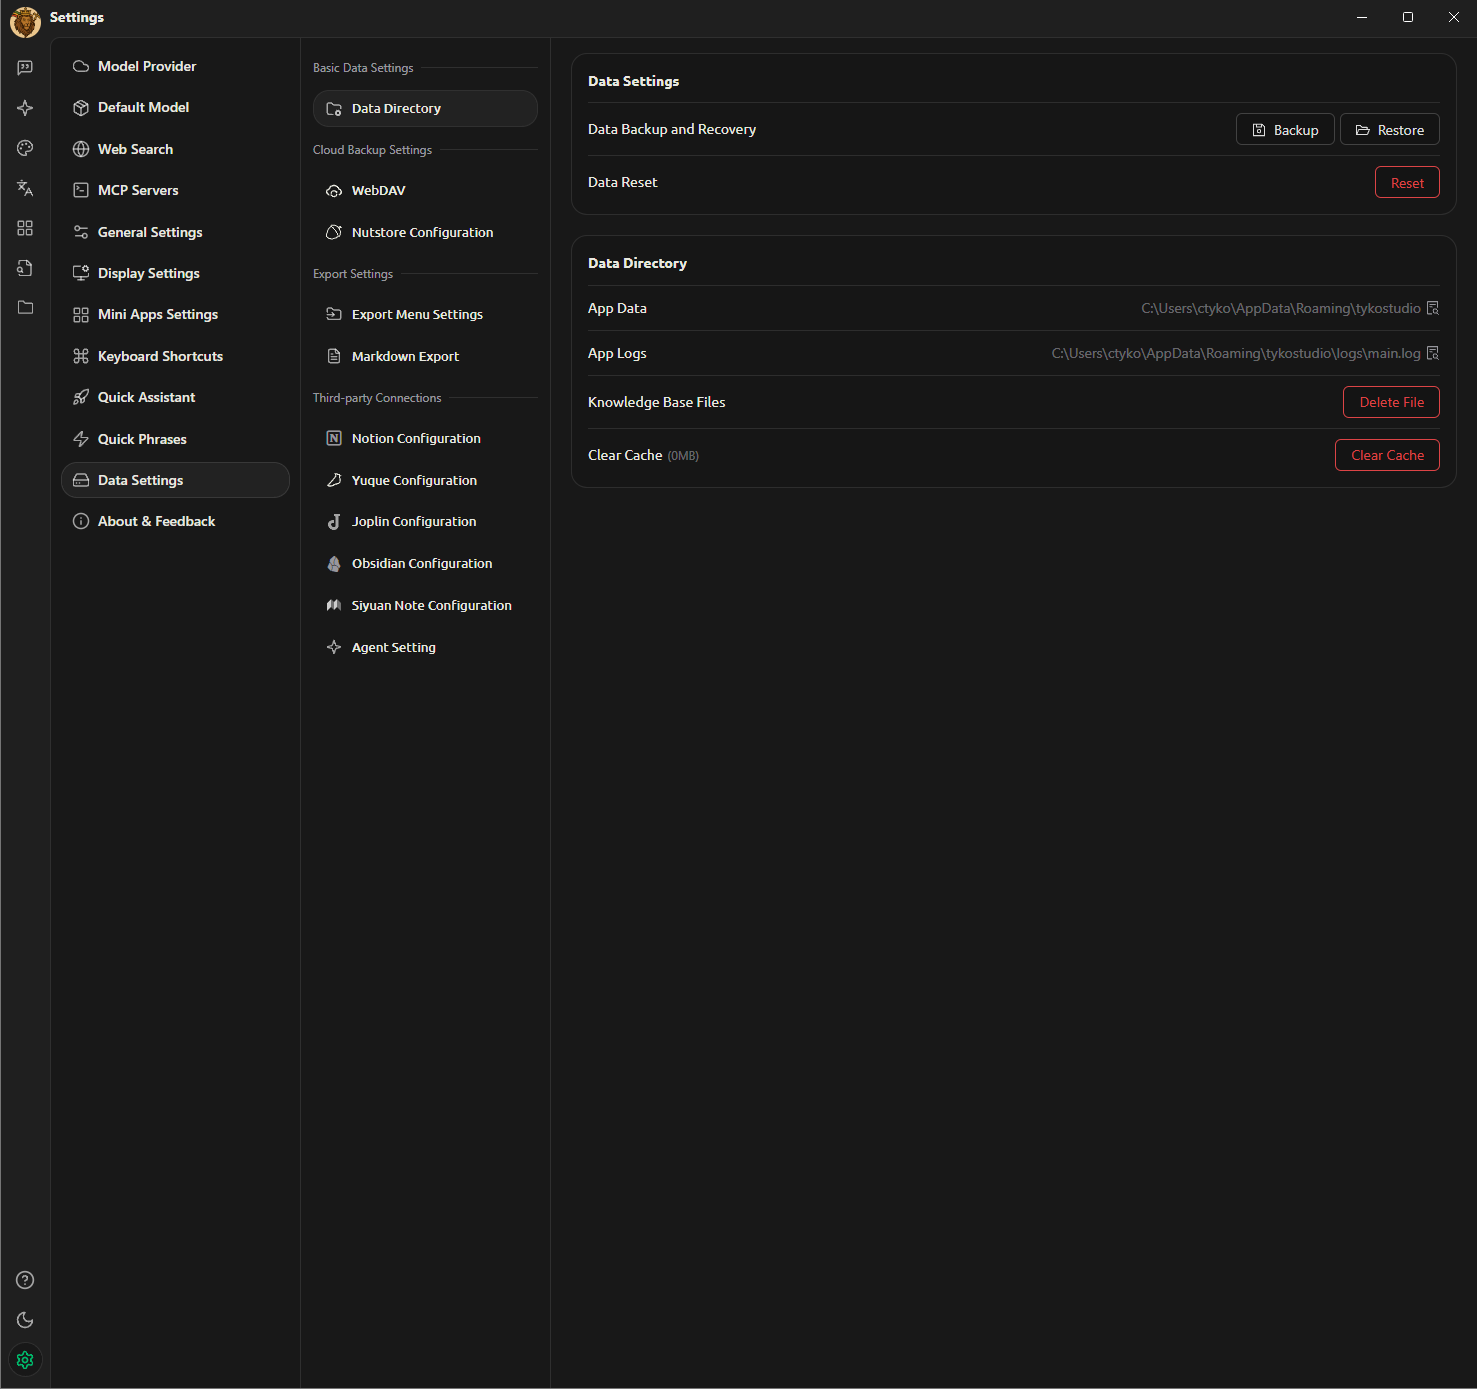 Settings
Model Provider
Default Model
Web Search
MCP Servers
General Settings
Display Settings
Mini Apps Settings
Keyboard Shortcuts
Quick Assistant
Quick Phrases
Data Settings
About & Feedback
Basic Data Settings
Data Directory
Cloud Backup Settings
WebDAV
Nutstore Configuration
Export Settings
Export Menu Settings
Markdown Export
Third-party Connections
Notion Configuration
Yuque Configuration
Joplin Configuration
Obsidian Configuration
Siyuan Note Configuration
Agent Setting
Data Settings
Data Backup and Recovery Backup Restore
Data Reset Reset
Data Directory
App Data C:\Users\ctyko\AppData\Roaming\tykostudio
App Logs C:\Users\ctyko\AppData\Roaming\tykostudio\logs\main.log
Knowledge Base Files Delete File
Clear Cache (0MB) Clear Cache